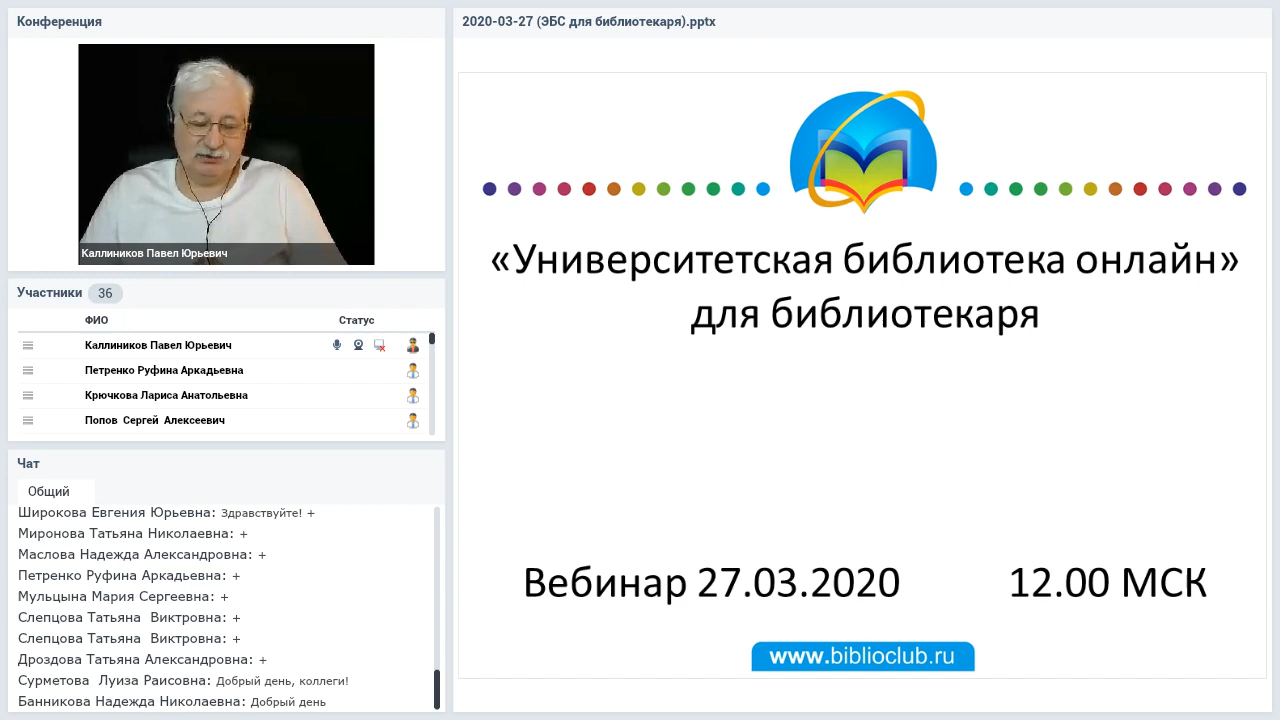 Конференция
Каллиников Павел Юрьевич
Участники 36
ФИО Статус
Каллиников Павел Юрьевич
Петренко Руфина Аркадьевна
Крючкова Лариса Анатольевна
Попов Сергей Алексеевич
Чат
Общий
Широкова Евгения Юрьевна: Здравствуйте! +
Миронова Татьяна Николаевна: +
Маслова Надежда Александровна: +
Петренко Руфина Аркадьевна: +
Мульцына Мария Сергеевна: +
Слепцова Татьяна Виктровна: +
Слепцова Татьяна Виктровна: +
Дроздова Татьяна Александровна: +
Сурметова Луиза Раисовна: Добрый день, коллеги!
Банникова Надежда Николаевна: Добрый день
2020-03-27 (ЭБС для библиотекаря).pptx
«Университетская библиотека онлайн»
для библиотекаря
Вебинар 27.03.2020 12.00 МСК
www.biblioclub.ru